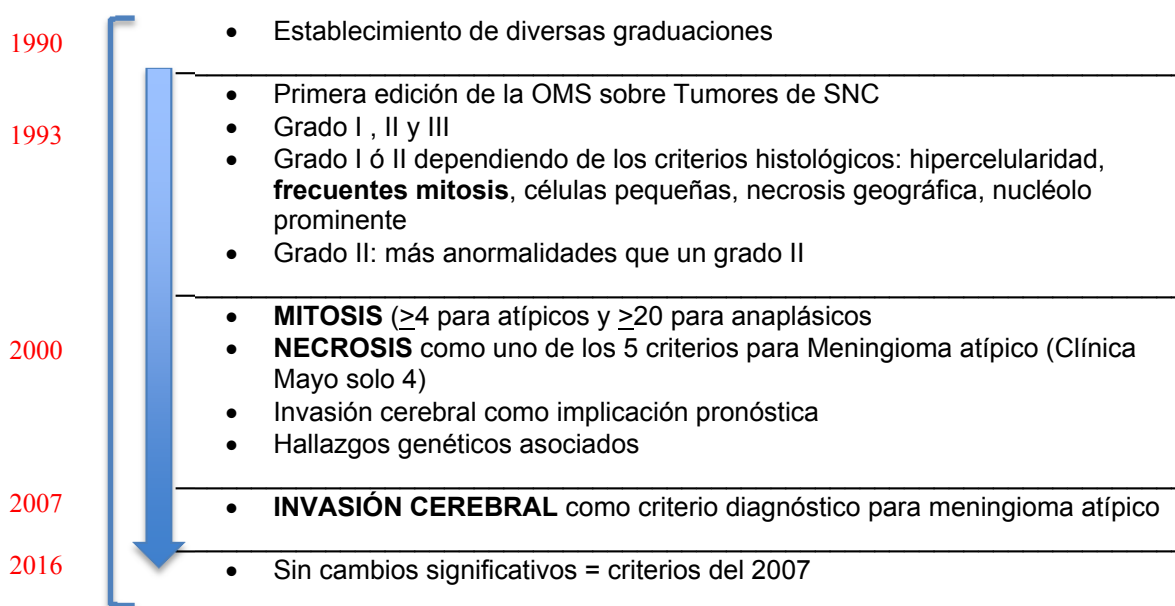 1990
• Establecimiento de diversas graduaciones
• Primera edición de la OMS sobre Tumores de SNC
1993
• Grado I , II y III
• Grado I ó II dependiendo de los criterios histológicos: hipercelularidad,
frecuentes mitosis, células pequeñas, necrosis geográfica, nucléolo
prominente
• Grado II: más anormalidades que un grado II
• MITOSIS (>4 para atípicos y >20 para anaplásicos
2000
• NECROSIS como uno de los 5 criterios para Meningioma atípico (Clínica
Mayo solo 4)
• Invasión cerebral como implicación pronóstica
• Hallazgos genéticos asociados
2007
• INVASIÓN CEREBRAL como criterio diagnóstico para meningioma atípico
2016
• Sin cambios significativos = criterios del 2007